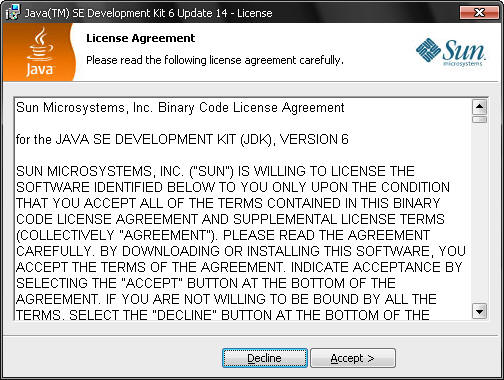 Java(TM) SE Development Kit 6 Update 14 - License
License Agreement
Please read the following license agreement carefully.
Java
Sun
microsystems
Sun Microsystems, Inc. Binary Code License Agreement
for the JAVA SE DEVELOPMENT KIT (JDK), VERSION 6
SUN MICROSYSTEMS, INC. ("SUN") IS WILLING TO LICENSE THE
SOFTWARE IDENTIFIED BELOW TO YOU ONLY UPON THE CONDITION
THAT YOU ACCEPT ALL OF THE TERMS CONTAINED IN THIS BINARY
CODE LICENSE AGREEMENT AND SUPPLEMENTAL LICENSE TERMS
(COLLECTIVELY "AGREEMENT"). PLEASE READ THE AGREEMENT
CAREFULLY. BY DOWNLOADING OR INSTALLING THIS SOFTWARE, YOU
ACCEPT THE TERMS OF THE AGREEMENT. INDICATE ACCEPTANCE BY
SELECTING THE "ACCEPT" BUTTON AT THE BOTTOM OF THE
AGREEMENT. IF YOU ARE NOT WILLING TO BE BOUND BY ALL THE
TERMS, SELECT THE "DECLINE" BUTTON AT THE BOTTOM OF THE
Decline
Accept >